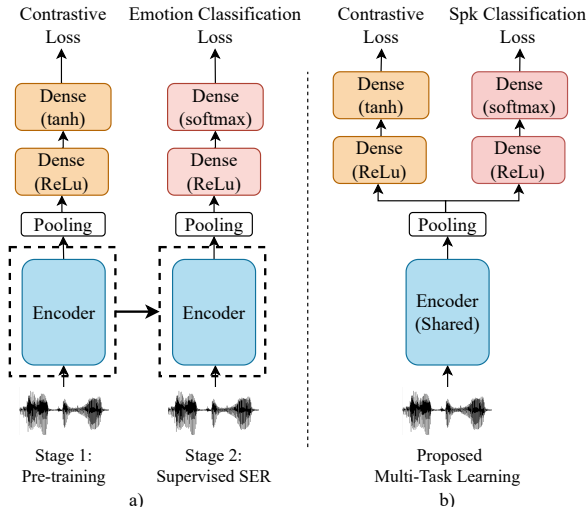 Contrastive
Loss
Dense
(tanh)
Dense
(ReLu)
Pooling
Encoder
Stage 1:
Pre-training
Emotion Classification
Loss
Dense
(softmax)
Dense
(ReLu)
Pooling
Encoder
Stage 2:
Supervised SER
a)
Contrastive
Loss
Dense
(tanh)
Dense
(ReLu)
Spk Classification
Loss
Dense
(softmax)
Dense
(ReLu)
Pooling
Encoder
(Shared)
Proposed
Multi-Task Learning
b)